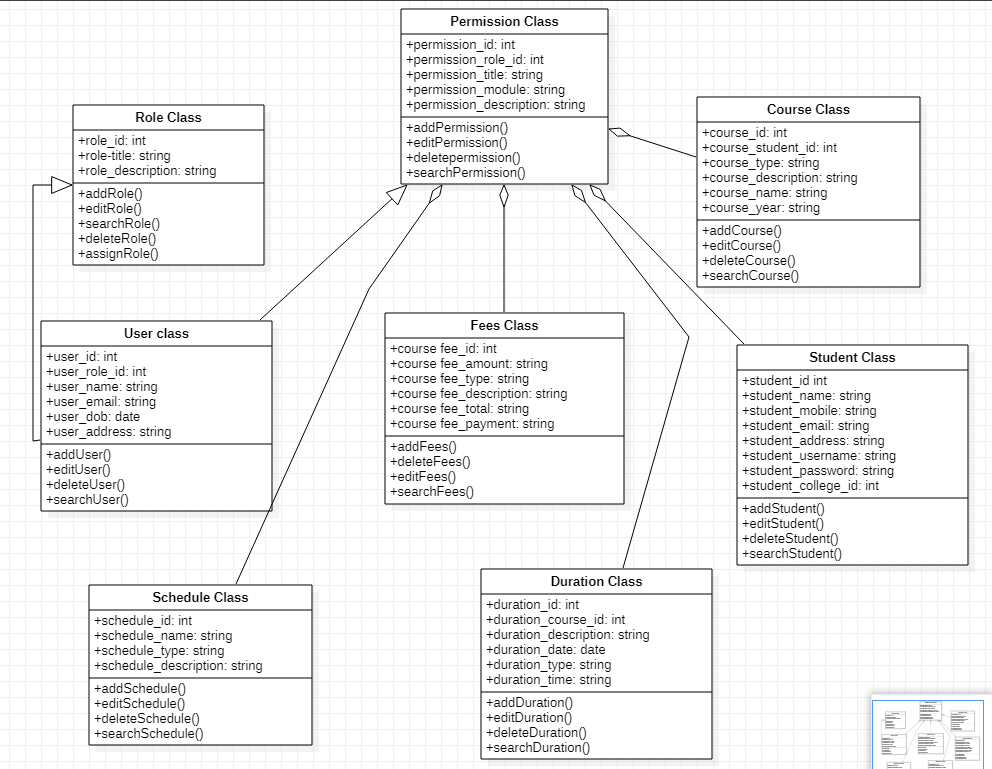 Permission Class
+permission_id: int
+permission_role_id: int
+permission_title: string
+permission_module: string
+permission_description: string
+addPermission()
+editPermission()
+deletepermission()
+searchPermission()
Role Class
+role_id: int
+role-title: string
+role_description: string
+addRole()
+editRole()
+searchRole()
+deleteRole()
+assignRole()
Course Class
+course_id: int
+course_student_id: int
+course_type: string
+course_description: string
+course_name: string
+course_year: string
+addCourse()
+editCourse()
+deleteCourse()
+searchCourse()
User class
+user_id: int
+user_role_id: int
+user_name: string
+user_email: string
+user_dob: date
+user_address: string
+addUser()
+editUser()
+deleteUser()
+searchUser()
Fees Class
+course fee_id: int
+course fee_amount: string
+course fee_type: string
+course fee_description: string
+course fee_total: string
+course fee_payment: string
+addFees()
+deleteFees()
+editFees()
+searchFees()
Student Class
+student_id int
+student_name: string
+student_mobile: string
+student_email: string
+student_address: string
+student_username: string
+student_password: string
+student_college_id: int
+addStudent()
+editStudent()
+deleteStudent()
+searchStudent()
Schedule Class
+schedule_id: int
+schedule_name: string
+schedule_type: string
+schedule_description: string
+addSchedule()
+editSchedule()
+deleteSchedule()
+searchSchedule()
Duration Class
+duration_id: int
+duration_course_id: int
+duration_description: string
+duration_date: date
+duration_type: string
+duration_time: string
+addDuration()
+editDuration()
+deleteDuration()
+searchDuration()